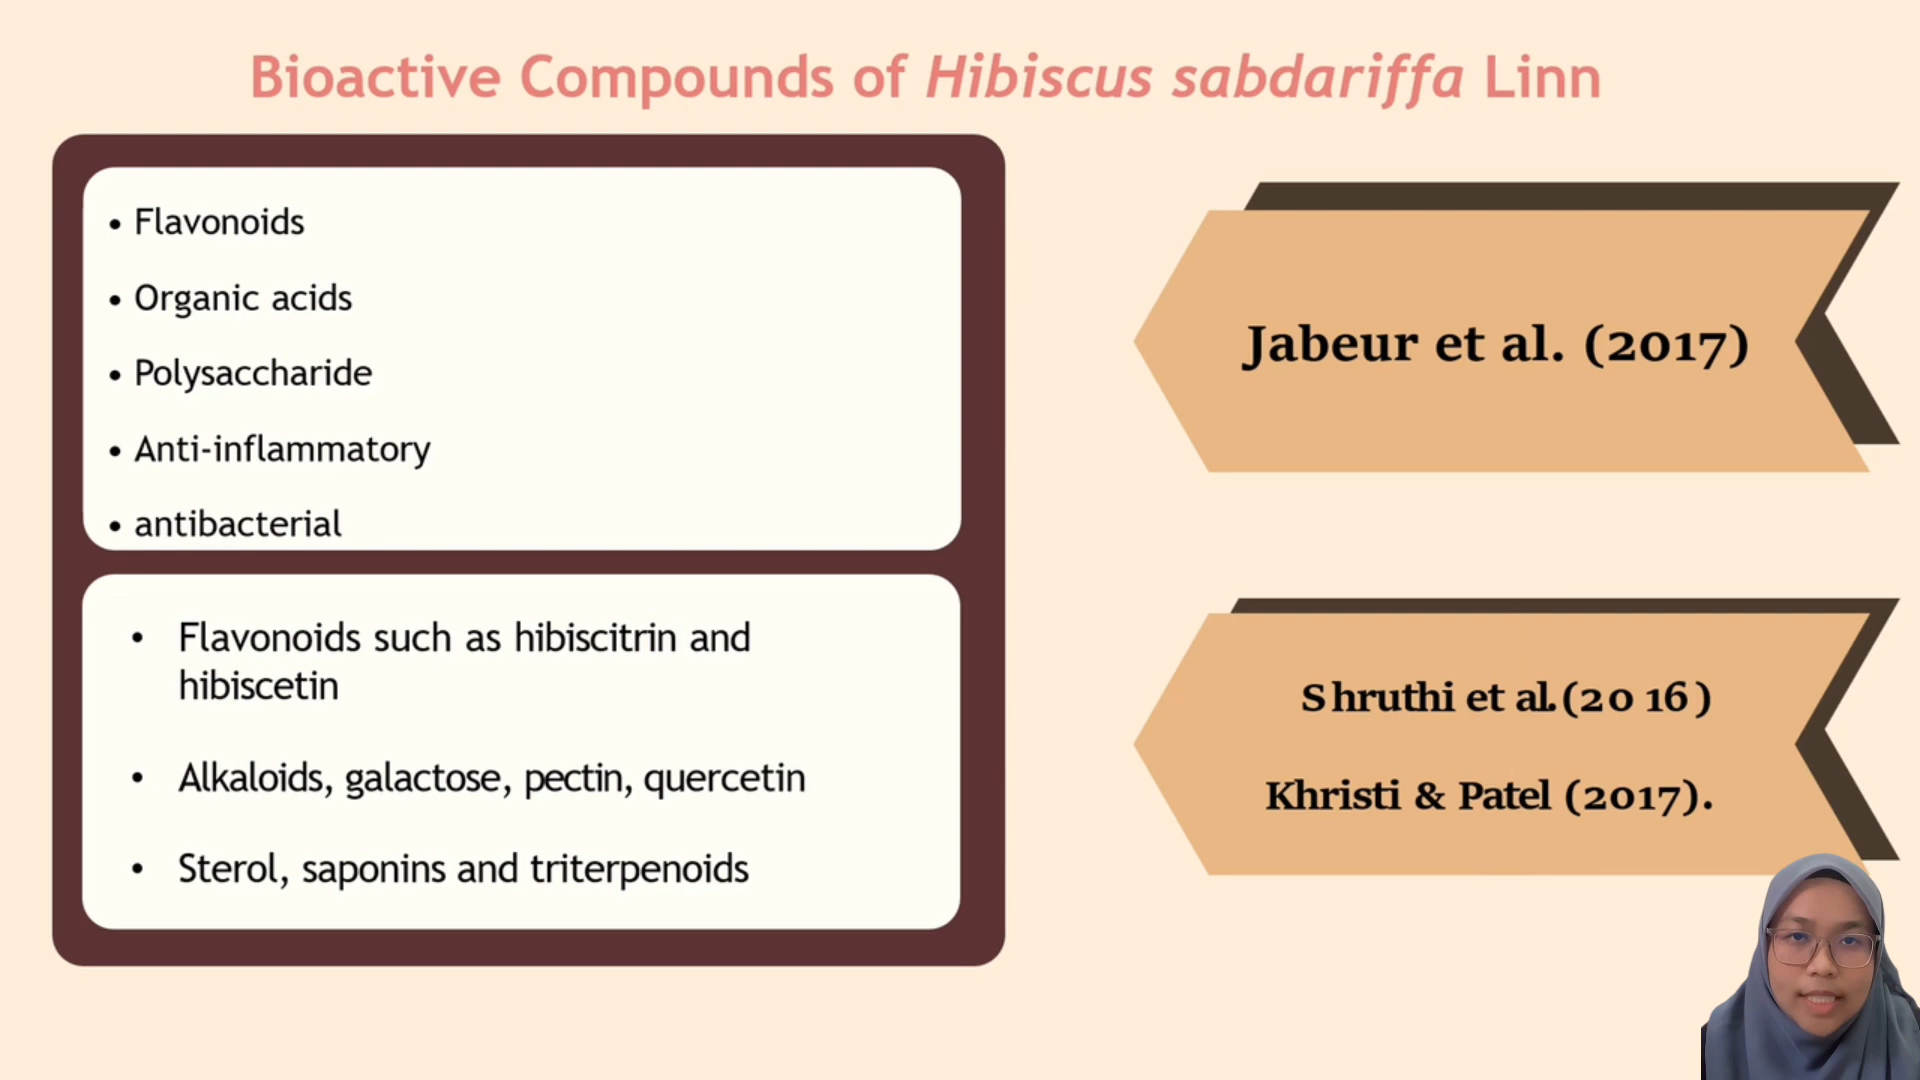 Bioactive Compounds of Hibiscus sabdariffa Linn
• Flavonoids
• Organic acids
• Polysaccharide
• Anti-inflammatory
• antibacterial
Jabeur et al. (2017)
• Flavonoids such as hibiscitrin and
hibiscetin
• Alkaloids, galactose, pectin, quercetin
• Sterol, saponins and triterpenoids
Shruthi et al.(2016)
Khristi & Patel (2017).